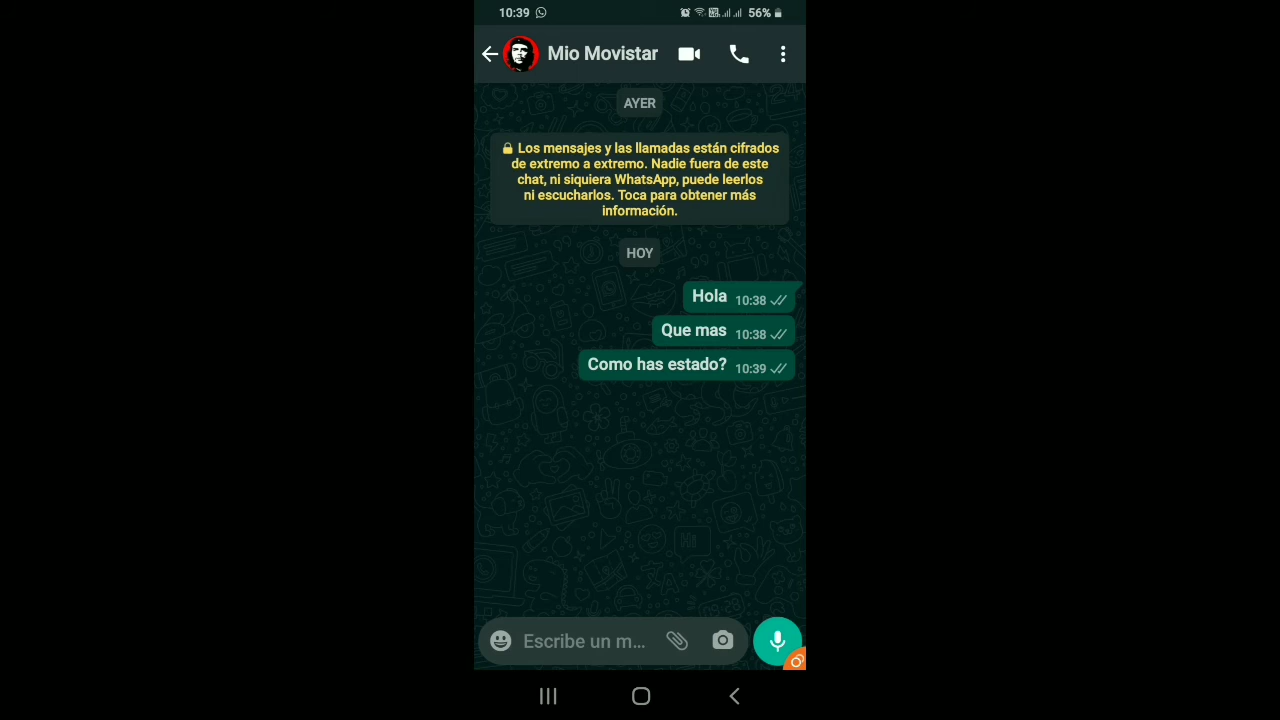 10:39
56%
Mio Movistar
AYER
Los mensajes y las llamadas están cifrados
de extremo a extremo. Nadie fuera de este
chat, ni siquiera WhatsApp, puede leerlos
ni escucharlos. Toca para obtener más
información.
HOY
Hola 10:38
Que mas 10:38
Como has estado? 10:39
Escribe un m...